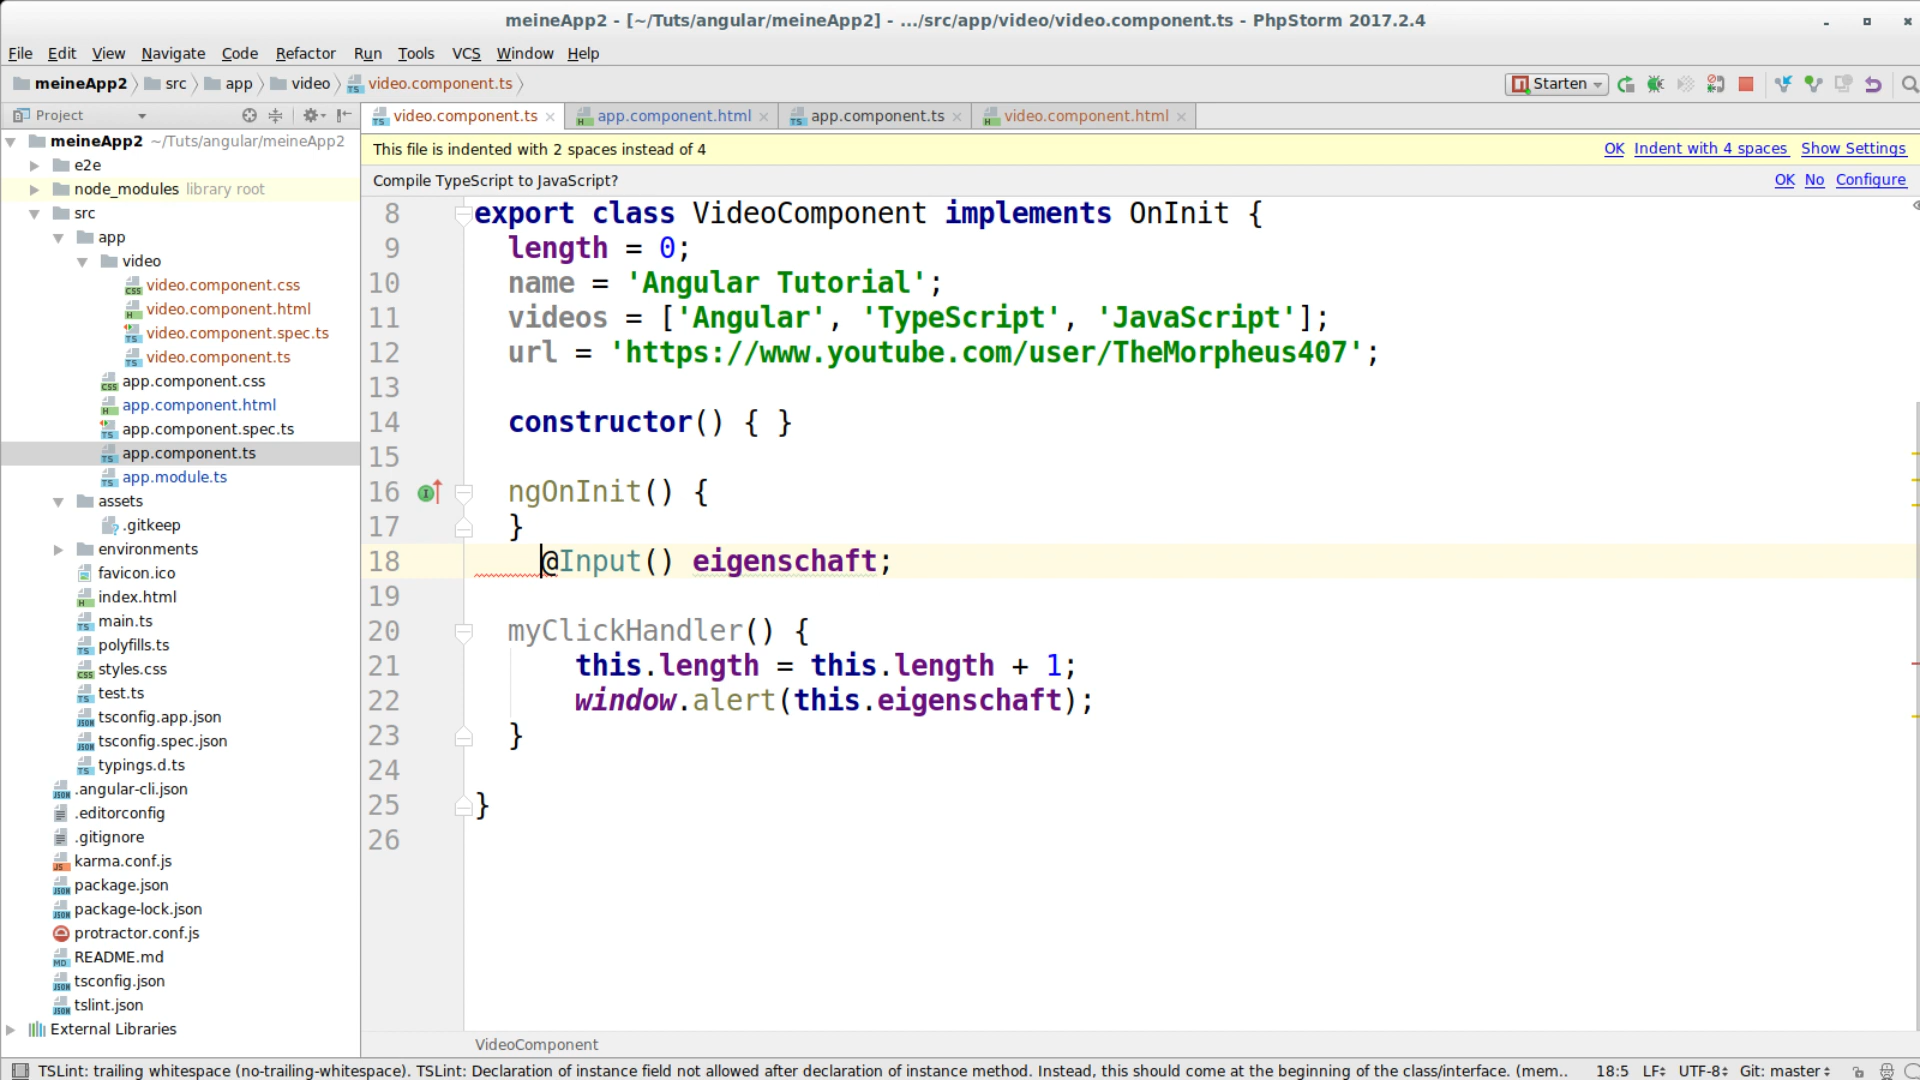 meineApp2 - [~/Tuts/angular/meineApp2] - .../src/app/video/video.component.ts - PhpStorm 2017.2.4
File Edit View Navigate Code Refactor Run Tools VCS Window Help
meineApp2 src app video video.component.ts Starten
Project
video.component.ts app.component.html app.component.ts video.component.html
This file is indented with 2 spaces instead of 4 OK Indent with 4 spaces Show Settings
Compile TypeScript to JavaScript? OK No Configure
meineApp2 ~/Tuts/angular/meineApp2
e2e
node_modules library root
src
app
video
video.component.css
video.component.html
video.component.spec.ts
video.component.ts
app.component.css
app.component.html
app.component.spec.ts
app.component.ts
app.module.ts
assets
.gitkeep
environments
favicon.ico
index.html
main.ts
polyfills.ts
styles.css
test.ts
tsconfig.app.json
tsconfig.spec.json
typings.d.ts
.angular-cli.json
.editorconfig
.gitignore
karma.conf.js
package.json
package-lock.json
protractor.conf.js
README.md
tsconfig.json
tslint.json
External Libraries
8 export class VideoComponent implements OnInit {
9 length = 0;
10 name = 'Angular Tutorial';
11 videos = ['Angular', 'TypeScript', 'JavaScript'];
12 url = 'https://www.youtube.com/user/TheMorpheus407';
13
14 constructor() { }
15
16 ngOnInit() {
17 }
18 @Input() eigenschaft;
19
20 myClickHandler() {
21 this.length = this.length + 1;
22 window.alert(this.eigenschaft);
23 }
24
25 }
26
VideoComponent
TSLint: trailing whitespace (no-trailing-whitespace). TSLint: Declaration of instance field not allowed after declaration of instance method. Instead, this should come at the beginning of the class/interface. (mem.. 18:5 LF UTF-8 Git: master